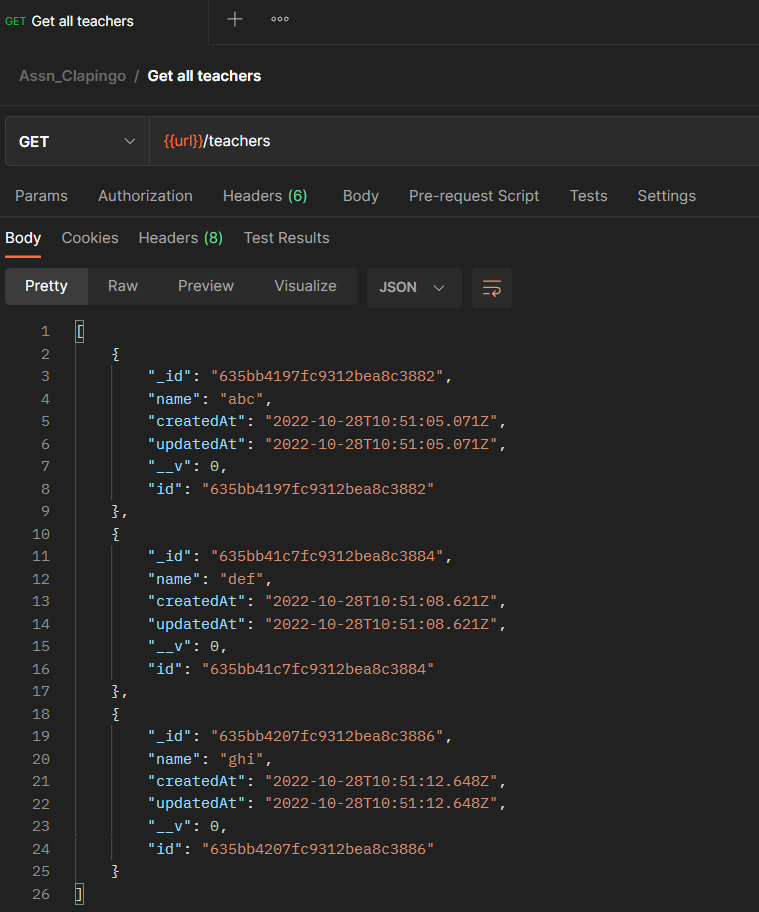 GET Get all teachers
Assn_Clapingo / Get all teachers
GET {{url}}/teachers
Params Authorization Headers (6) Body Pre-request Script Tests Settings
Body Cookies Headers (8) Test Results
Pretty Raw Preview Visualize JSON
1 [
2 {
3 "_id": "635bb4197fc9312bea8c3882",
4 "name": "abc",
5 "createdAt": "2022-10-28T10:51:05.071Z",
6 "updatedAt": "2022-10-28T10:51:05.071Z",
7 "__v": 0,
8 "id": "635bb4197fc9312bea8c3882"
9 },
10 {
11 "_id": "635bb41c7fc9312bea8c3884",
12 "name": "def",
13 "createdAt": "2022-10-28T10:51:08.621Z",
14 "updatedAt": "2022-10-28T10:51:08.621Z",
15 "__v": 0,
16 "id": "635bb41c7fc9312bea8c3884"
17 },
18 {
19 "_id": "635bb4207fc9312bea8c3886",
20 "name": "ghi",
21 "createdAt": "2022-10-28T10:51:12.648Z",
22 "updatedAt": "2022-10-28T10:51:12.648Z",
23 "__v": 0,
24 "id": "635bb4207fc9312bea8c3886"
25 }
26 ]